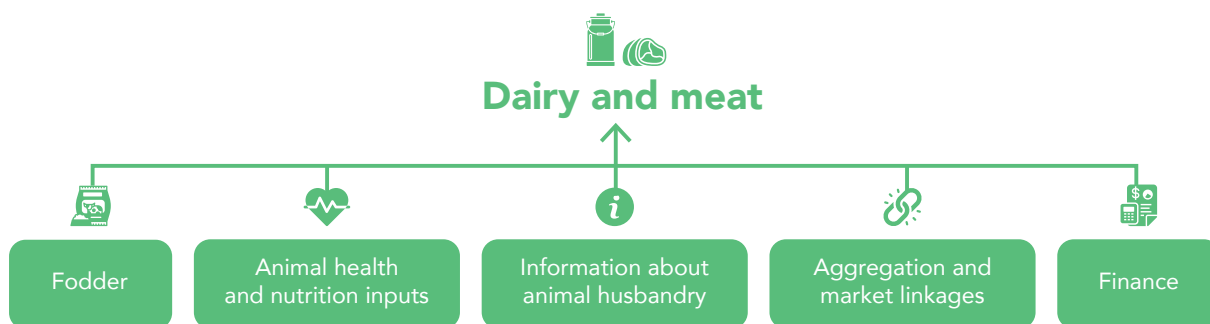 Dairy and meat
Fodder
Animal health
and nutrition inputs
Information about
animal husbandry
Aggregation and
market linkages
Finance